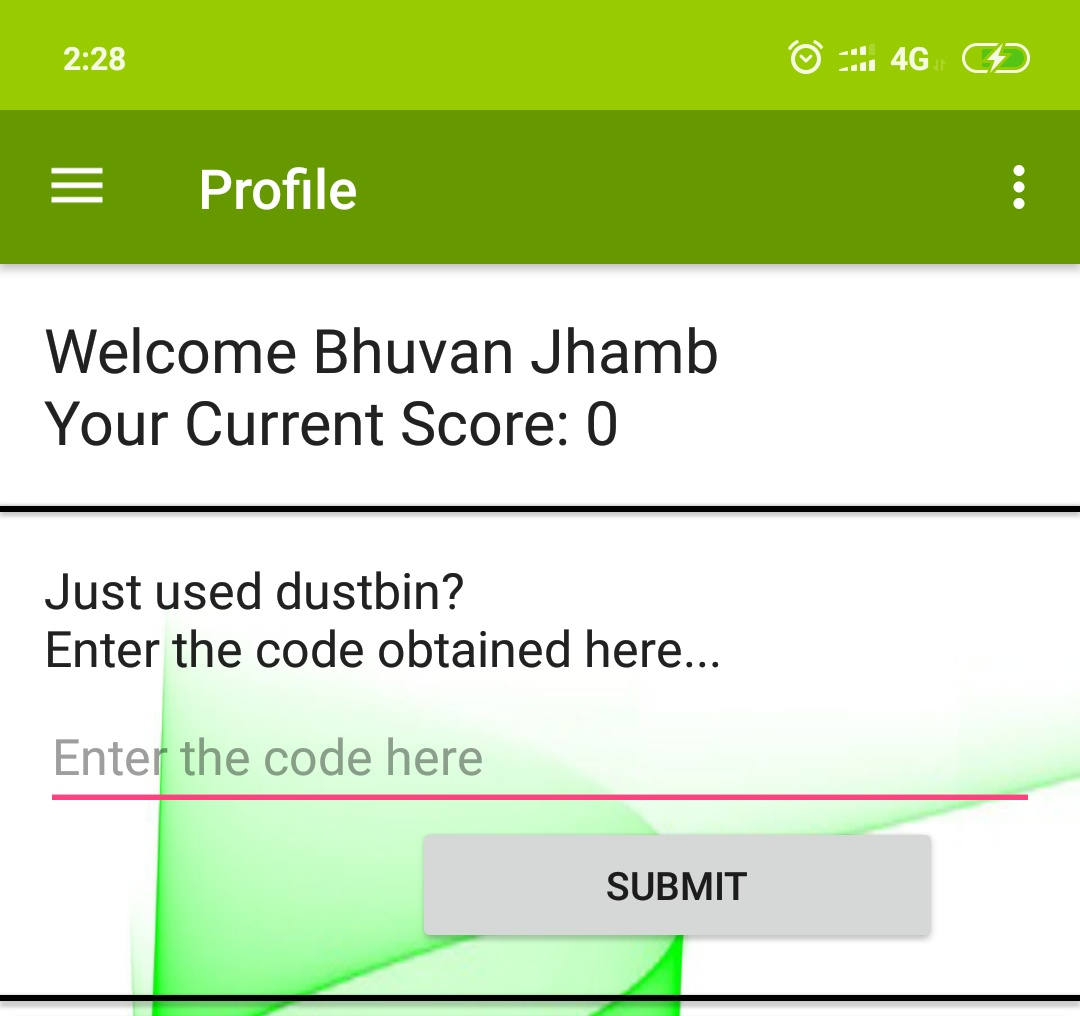 2:28
4G
Profile
Welcome Bhuvan Jhamb
Your Current Score: 0
Just used dustbin?
Enter the code obtained here...
Enter the code here
SUBMIT